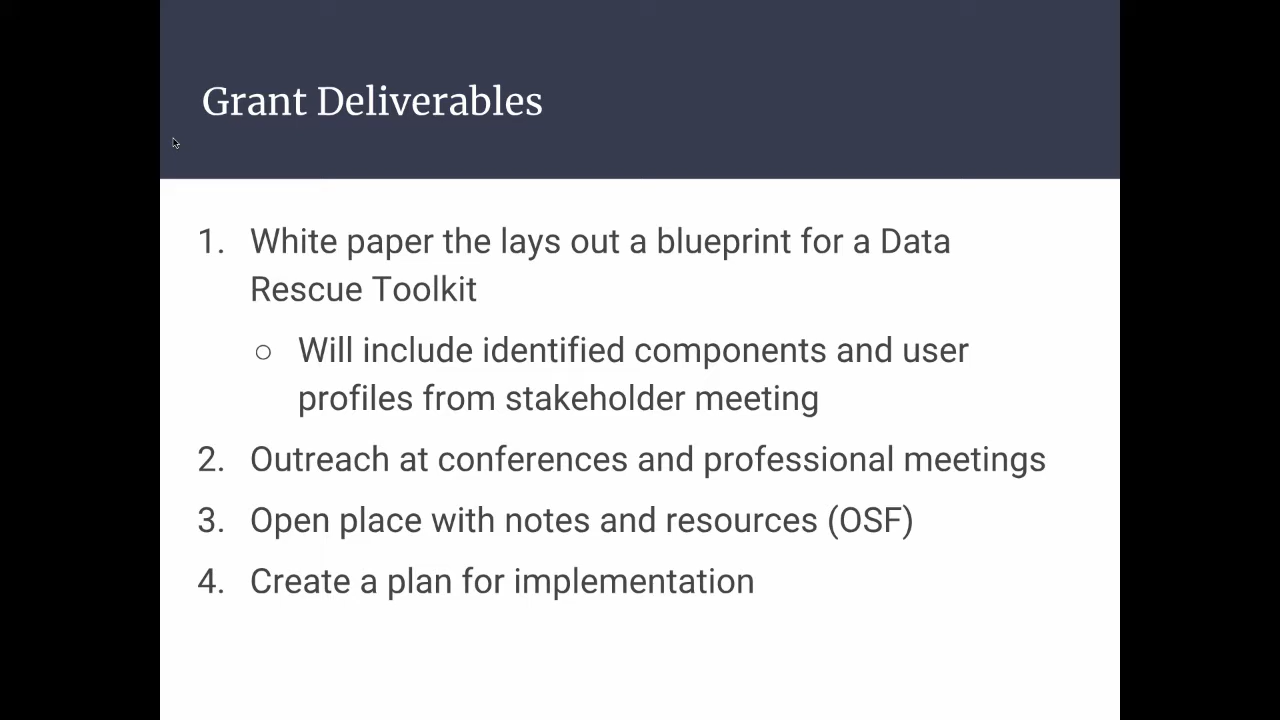 Grant Deliverables
1. White paper the lays out a blueprint for a Data
Rescue Toolkit
○ Will include identified components and user
profiles from stakeholder meeting
2. Outreach at conferences and professional meetings
3. Open place with notes and resources (OSF)
4. Create a plan for implementation